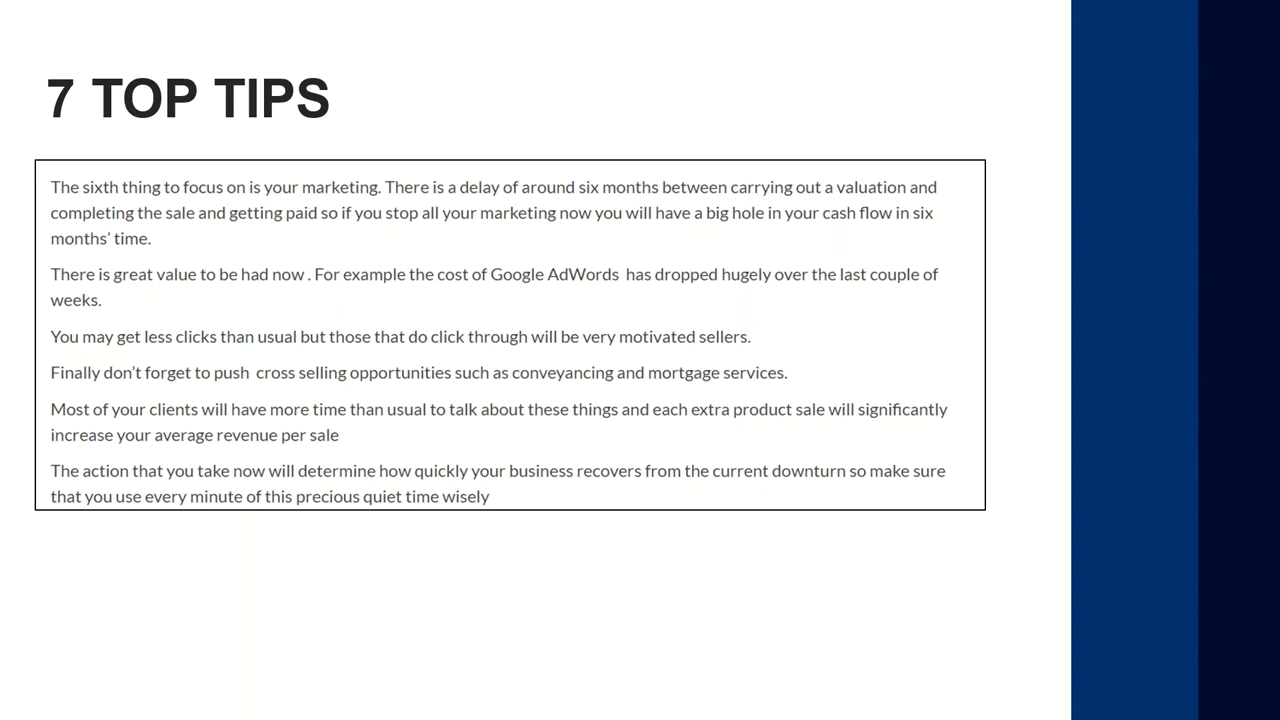 7 TOP TIPS
The sixth thing to focus on is your marketing. There is a delay of around six months between carrying out a valuation and
completing the sale and getting paid so if you stop all your marketing now you will have a big hole in your cash flow in six
months’ time.
There is great value to be had now . For example the cost of Google AdWords  has dropped hugely over the last couple of
weeks.
You may get less clicks than usual but those that do click through will be very motivated sellers.
Finally don’t forget to push  cross selling opportunities such as conveyancing and mortgage services.
Most of your clients will have more time than usual to talk about these things and each extra product sale will significantly
increase your average revenue per sale
The action that you take now will determine how quickly your business recovers from the current downturn so make sure
that you use every minute of this precious quiet time wisely